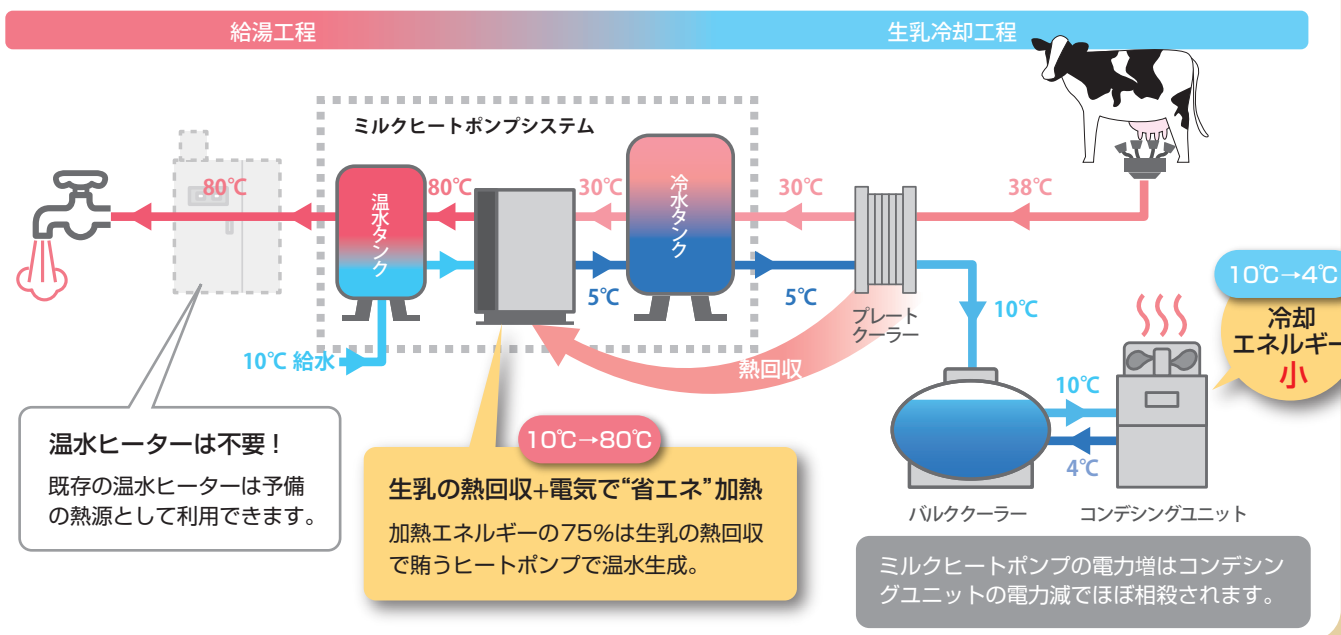 給湯工程
生乳冷却工程
ミルクヒートポンプシステム
80℃
温水タンク
80℃
30℃
冷水タンク
30℃
38℃
5℃
5℃
プレート
クーラー
10℃
10℃ 給水
熱回収
10℃→4℃
冷却
エネルギー
小
10℃
4℃
バルククーラー
コンデシングユニット
温水ヒーターは不要！
既存の温水ヒーターは予備
の熱源として利用できます。
10℃→80℃
生乳の熱回収+電気で“省エネ”加熱
加熱エネルギーの75%は生乳の熱回収
で賄うヒートポンプで温水生成。
ミルクヒートポンプの電力増はコンデシン
グユニットの電力減でほぼ相殺されます。